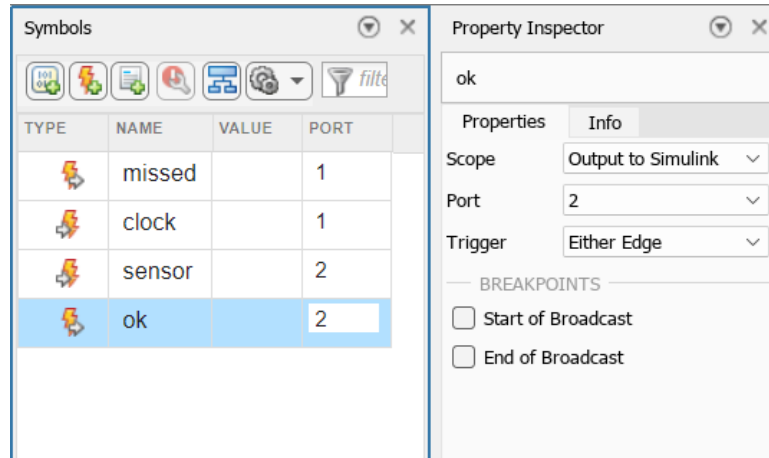 Symbols
filte
TYPE NAME VALUE PORT
missed 1
clock 1
sensor 2
ok 2
Property Inspector
ok
Properties Info
Scope Output to Simulink
Port 2
Trigger Either Edge
BREAKPOINTS
Start of Broadcast
End of Broadcast